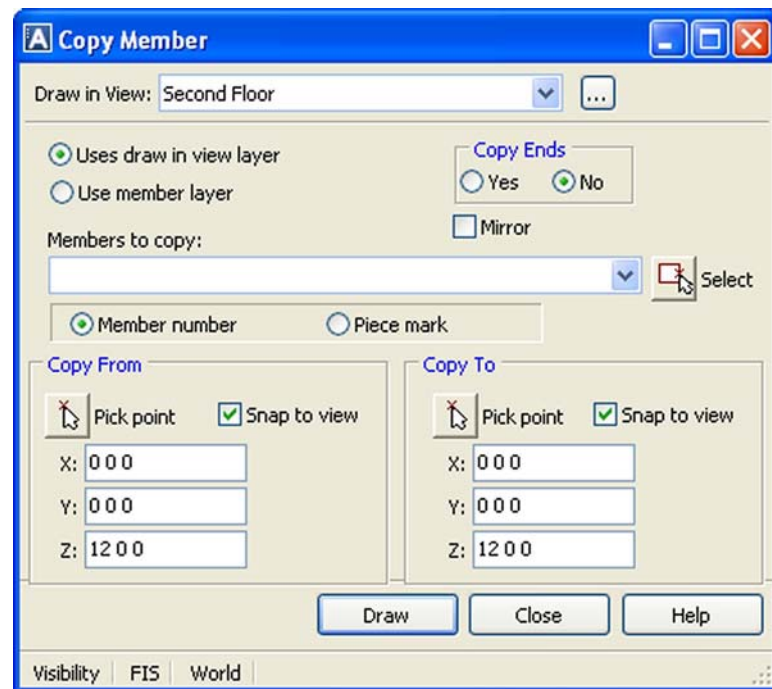 Copy Member
Draw in View: Second Floor ...
Uses draw in view layer
Use member layer
Copy Ends
Yes No
Mirror
Members to copy:
Select
Member number Piece mark
Copy From
Pick point Snap to view
X: 0 0 0
Y: 0 0 0
Z: 12 0 0
Copy To
Pick point Snap to view
X: 0 0 0
Y: 0 0 0
Z: 12 0 0
Draw Close Help
Visibility FIS World